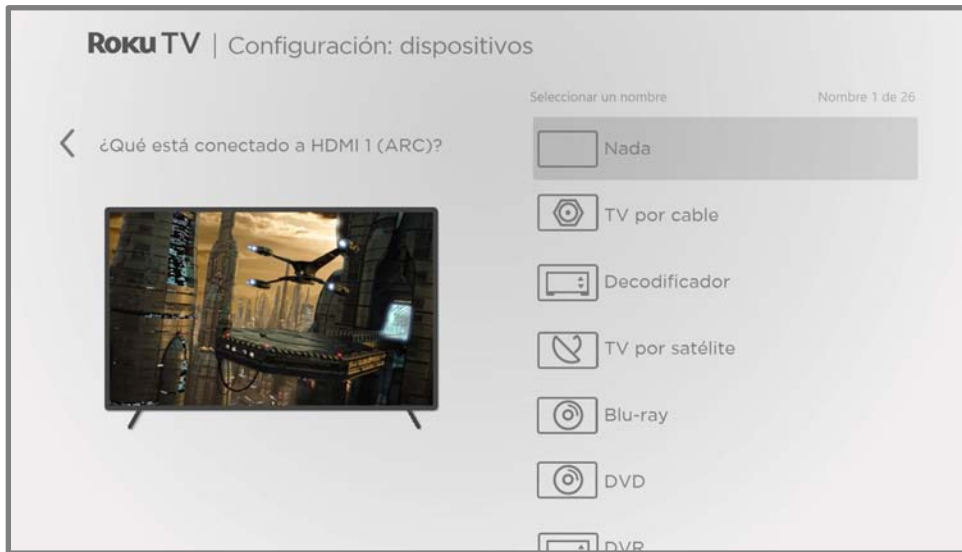 Roku TV | Configuración: dispositivos
Seleccionar un nombre Nombre 1 de 26
¿Qué está conectado a HDMI 1 (ARC)?
Nada
TV por cable
Decodificador
TV por satélite
Blu-ray
DVD
DVR